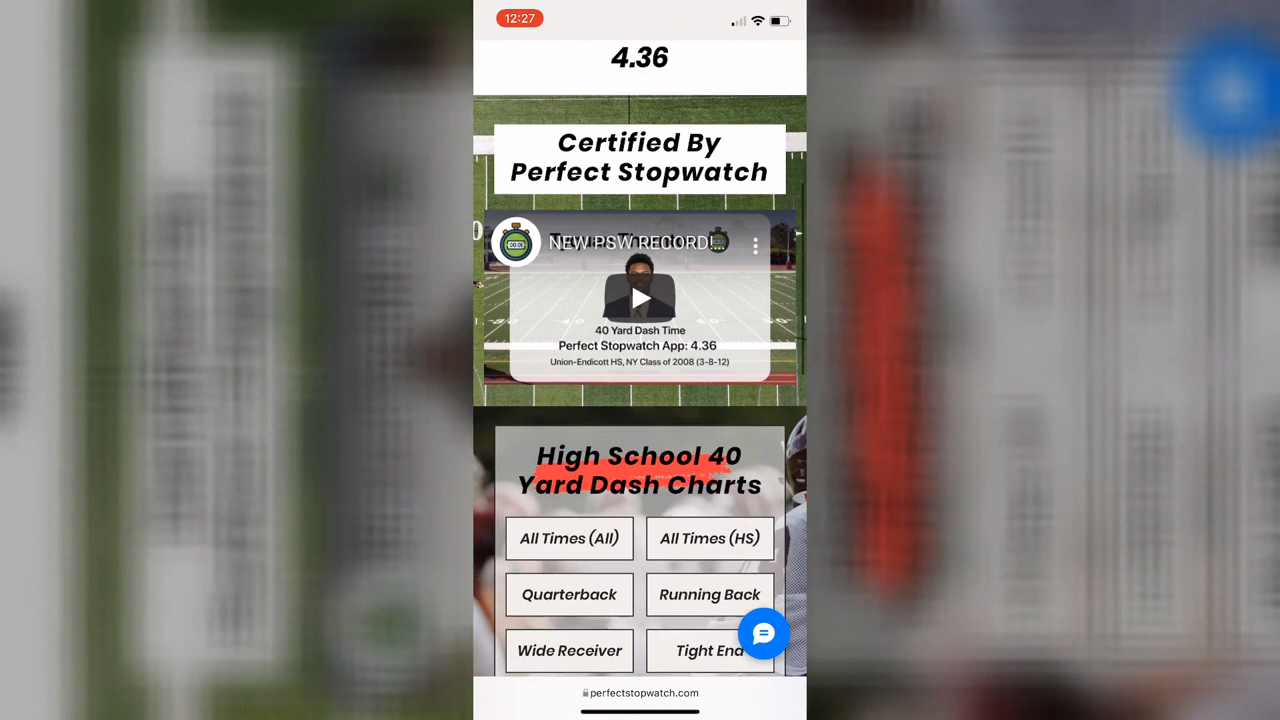 12:27
4.36
Certified By
Perfect Stopwatch
NEW PSW RECORD!
40 Yard Dash Time
Perfect Stopwatch App: 4.36
Union-Endicott HS, NY Class of 2008 (3-8-12)
High School 40
Yard Dash Charts
All Times (All)
All Times (HS)
Quarterback
Running Back
Wide Receiver
Tight End
perfectstopwatch.com